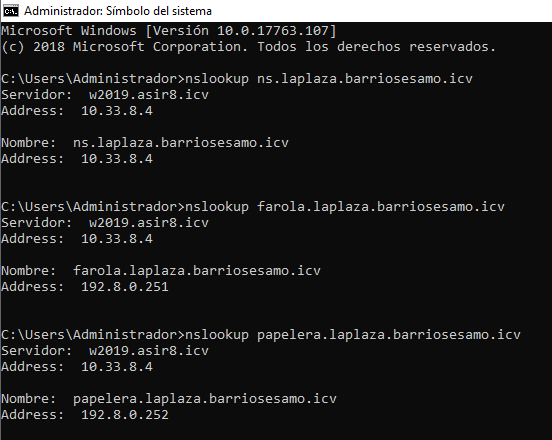 Administrador: Símbolo del sistema
Microsoft Windows [Versión 10.0.17763.107]
(c) 2018 Microsoft Corporation. Todos los derechos reservados.
C:\Users\Administrador>nslookup ns.laplaza.barriosesamo.icv
Servidor:  w2019.asir8.icv
Address:  10.33.8.4
Nombre:  ns.laplaza.barriosesamo.icv
Address:  10.33.8.4
C:\Users\Administrador>nslookup farola.laplaza.barriosesamo.icv
Servidor:  w2019.asir8.icv
Address:  10.33.8.4
Nombre:  farola.laplaza.barriosesamo.icv
Address:  192.8.0.251
C:\Users\Administrador>nslookup papelera.laplaza.barriosesamo.icv
Servidor:  w2019.asir8.icv
Address:  10.33.8.4
Nombre:  papelera.laplaza.barriosesamo.icv
Address:  192.8.0.252